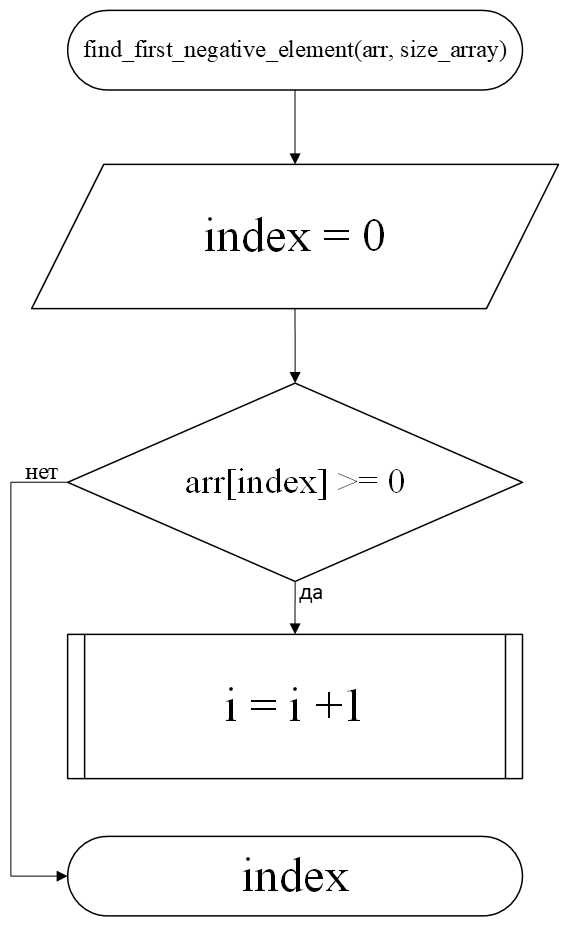 find_first_negative_element(arr, size_array)
index = 0
arr[index] >= 0
нет
да
i = i +1
index